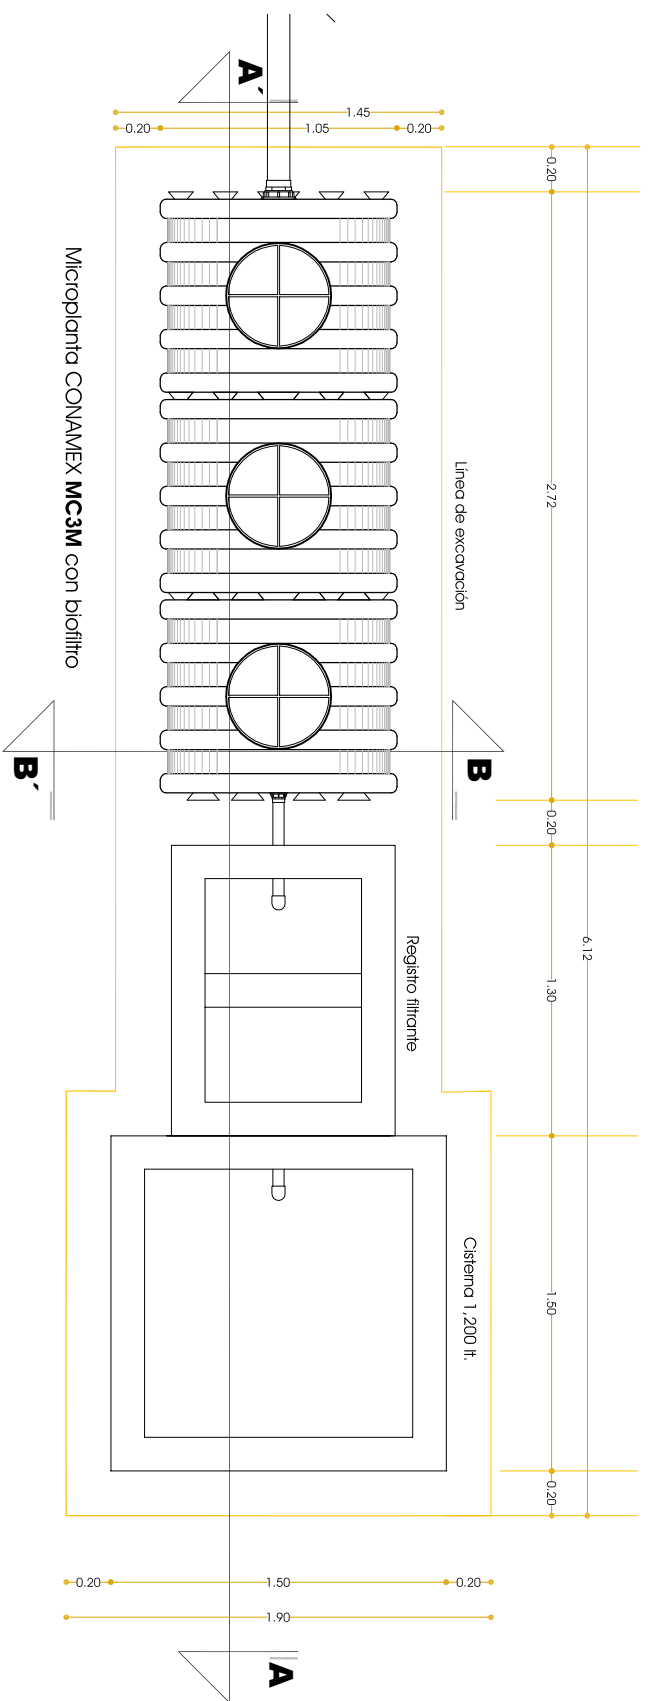 A´
1.45
0.20
1.05
0.20
0.20
Microplanta CONAMEX MC3M con biofiltro
Línea de excavación
2.72
B´
B
0.20
6.12
Registro filtrante
1.30
Cisterna 1,200 lt.
1.50
0.20
0.20
1.50
0.20
1.90
A